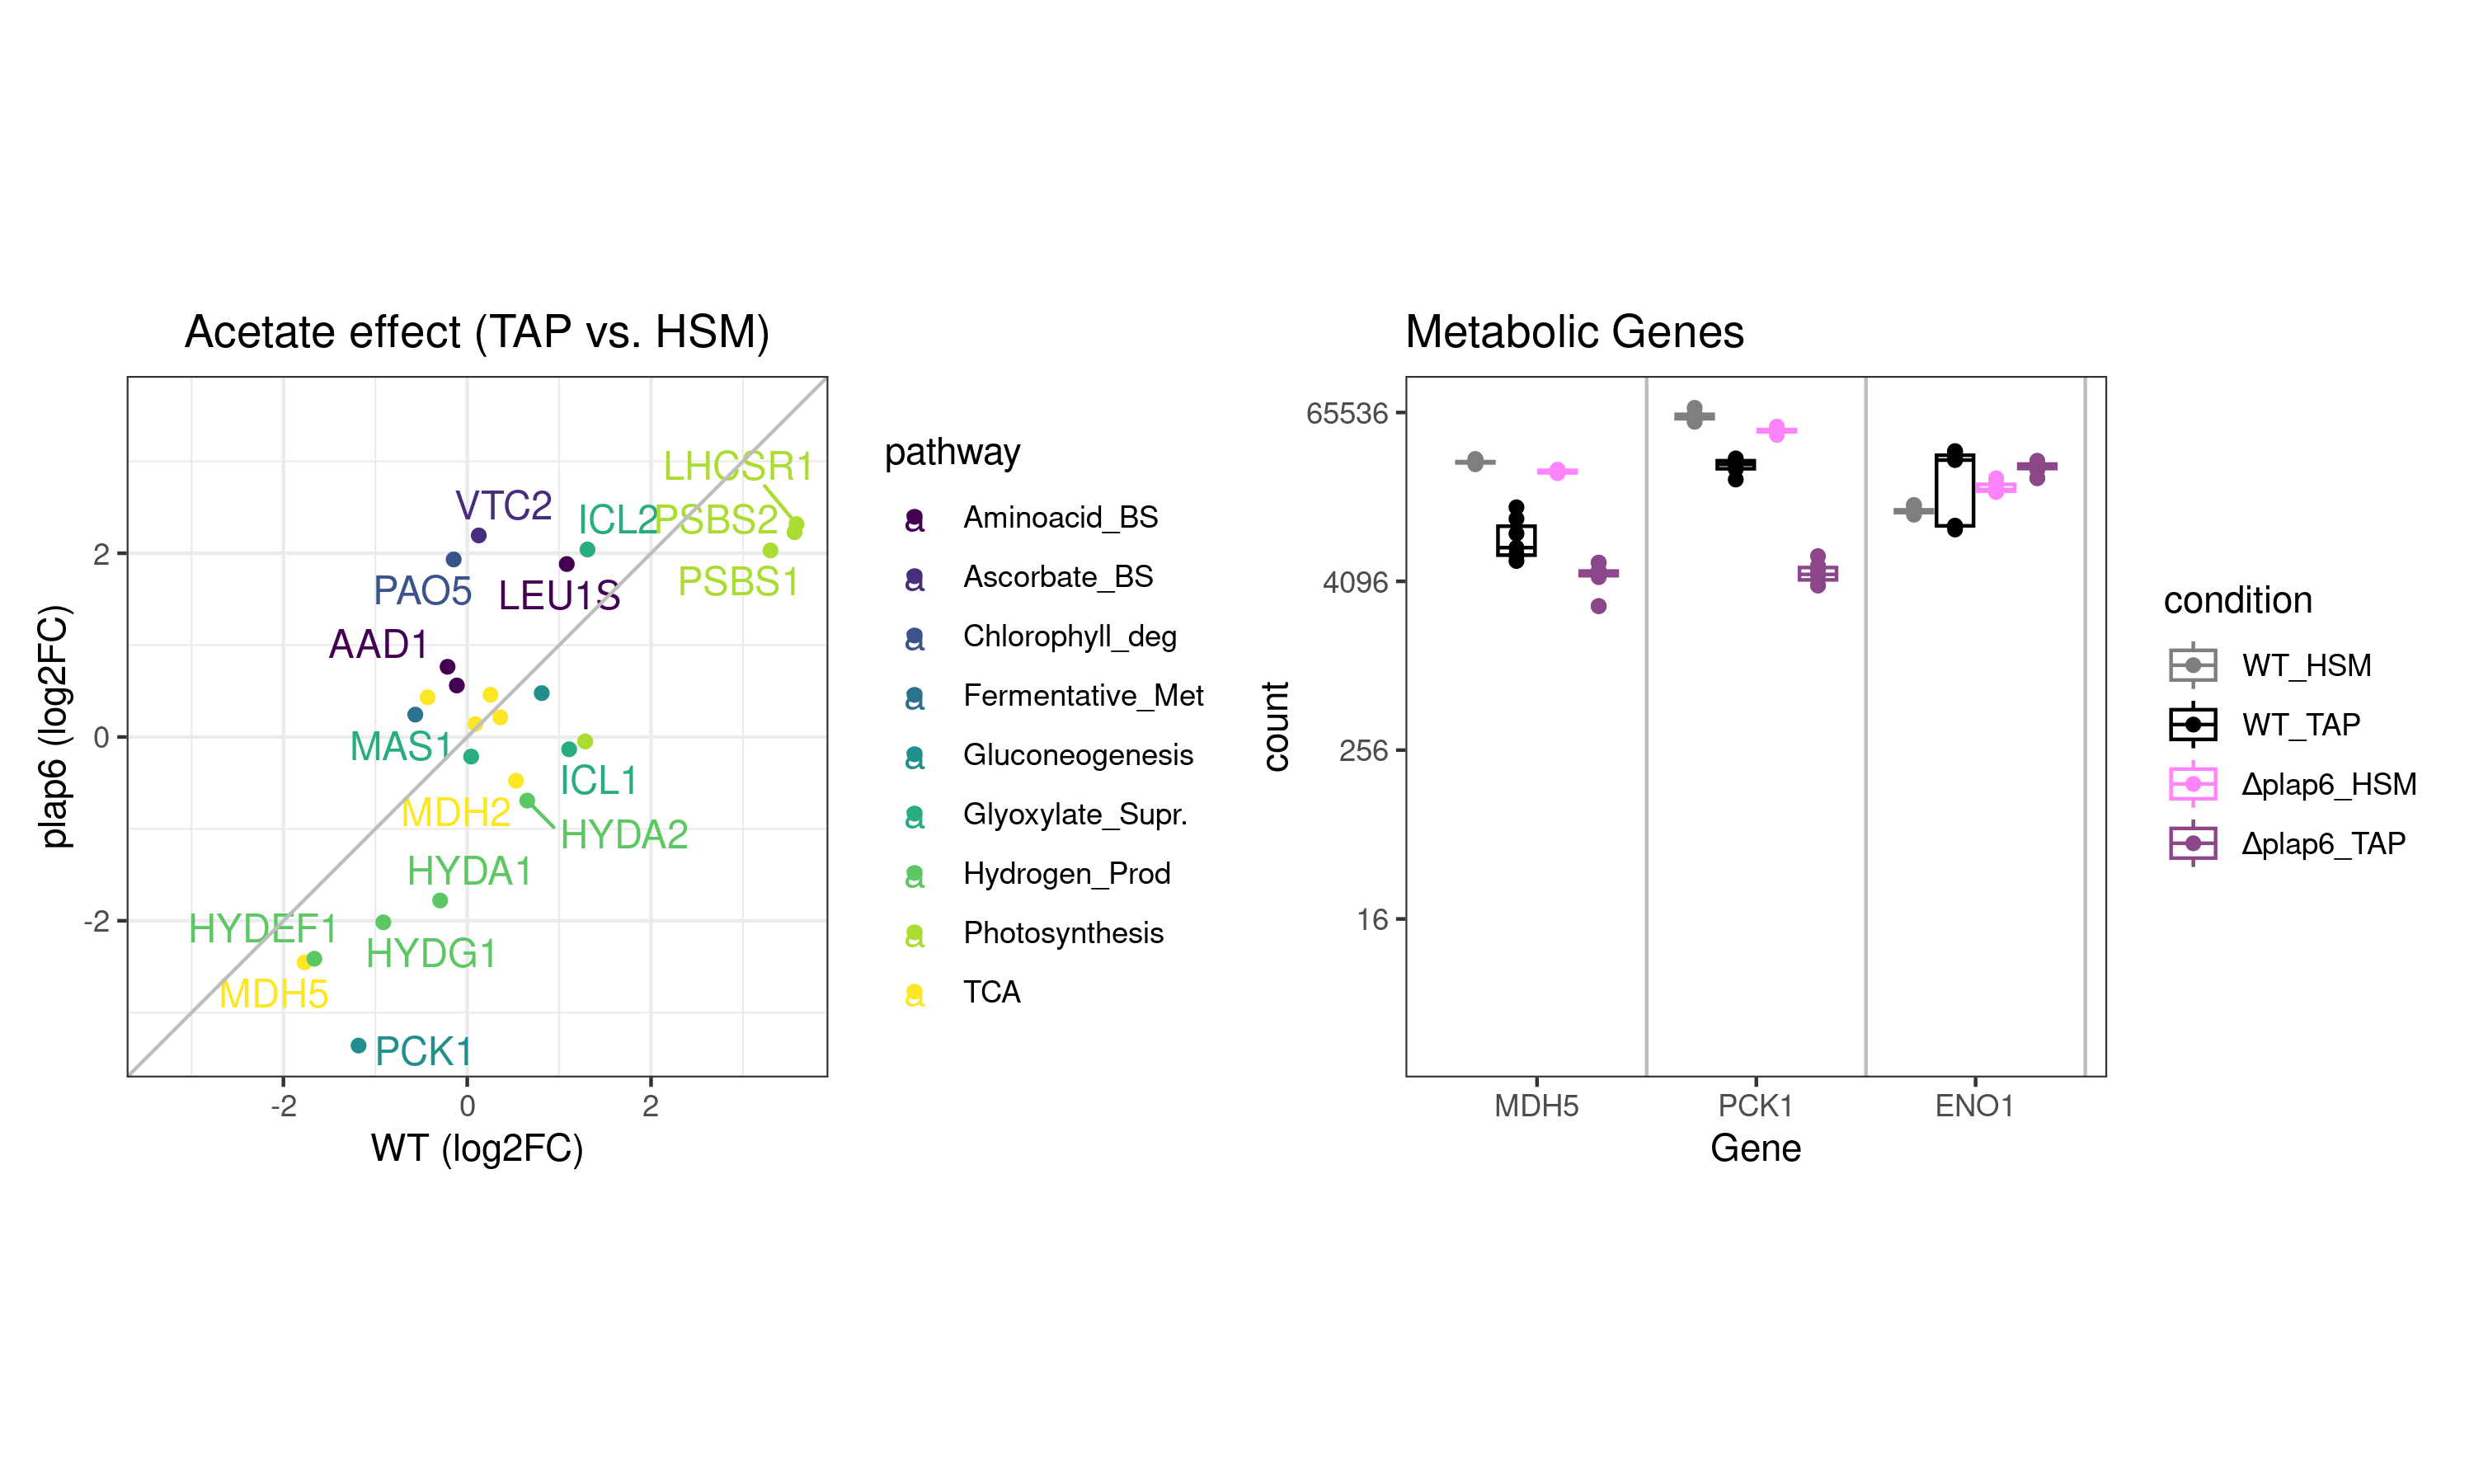 Acetate effect (TAP vs. HSM)
plap6 (log2FC)
2
0
-2
LHCSR1
VTC2
ICL2
PSBS2
PAO5
LEU1S
PSBS1
AAD1
MAS1
ICL1
MDH2
HYDA2
HYDA1
HYDEF1
HYDG1
MDH5
PCK1
-2
0
2
WT (log2FC)
pathway
a Aminoacid_BS
a Ascorbate_BS
a Chlorophyll_deg
a Fermentative_Met
a Gluconeogenesis
a Glyoxylate_Supr.
a Hydrogen_Prod
a Photosynthesis
a TCA
Metabolic Genes
count
65536
4096
256
16
MDH5
PCK1
ENO1
Gene
condition
WT_HSM
WT_TAP
Δplap6_HSM
Δplap6_TAP